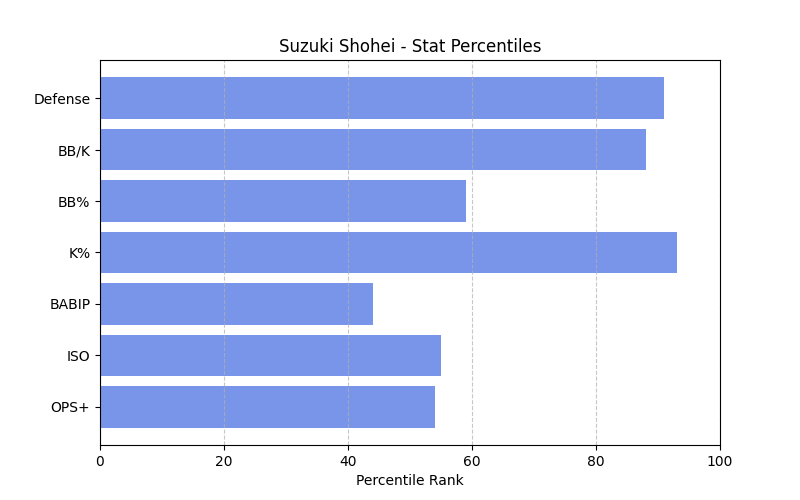 Suzuki Shohei - Stat Percentiles
Defense
BB/K
BB%
K%
BABIP
ISO
OPS+
0 20 40 60 80 100
Percentile Rank